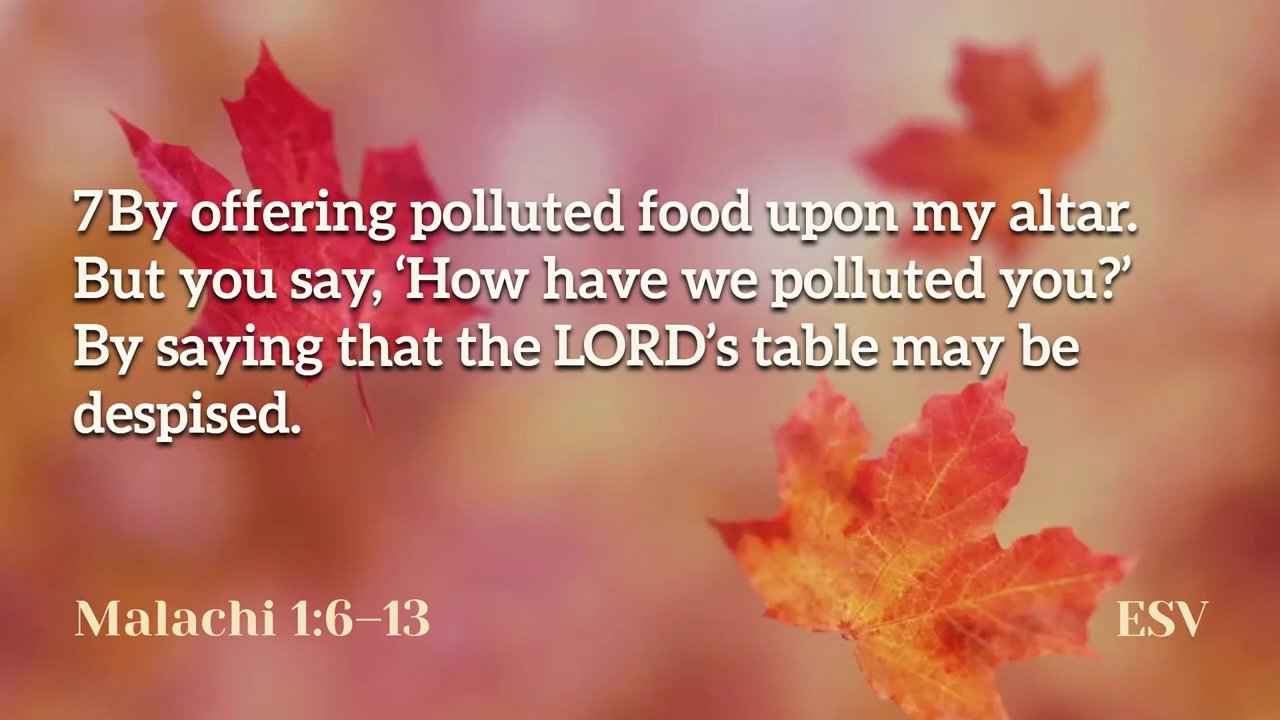 7By offering polluted food upon my altar.
But you say, ‘How have we polluted you?’
By saying that the LORD’s table may be
despised.
Malachi 1:6–13
ESV